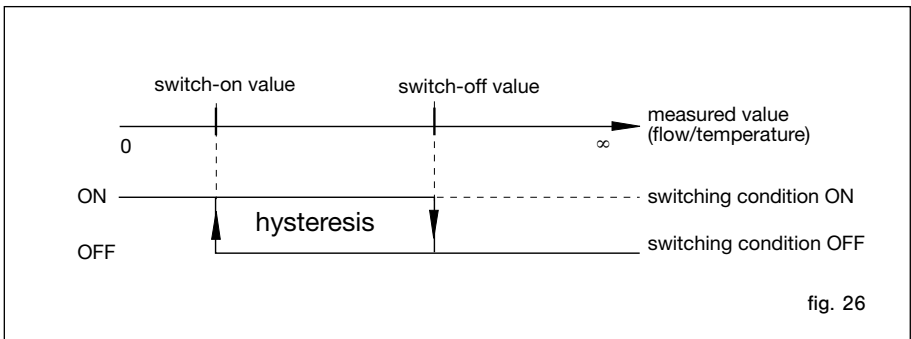 switch-on value
switch-off value
measured value
(flow/temperature)
0
∞
ON
switching condition ON
hysteresis
OFF
switching condition OFF
fig. 26